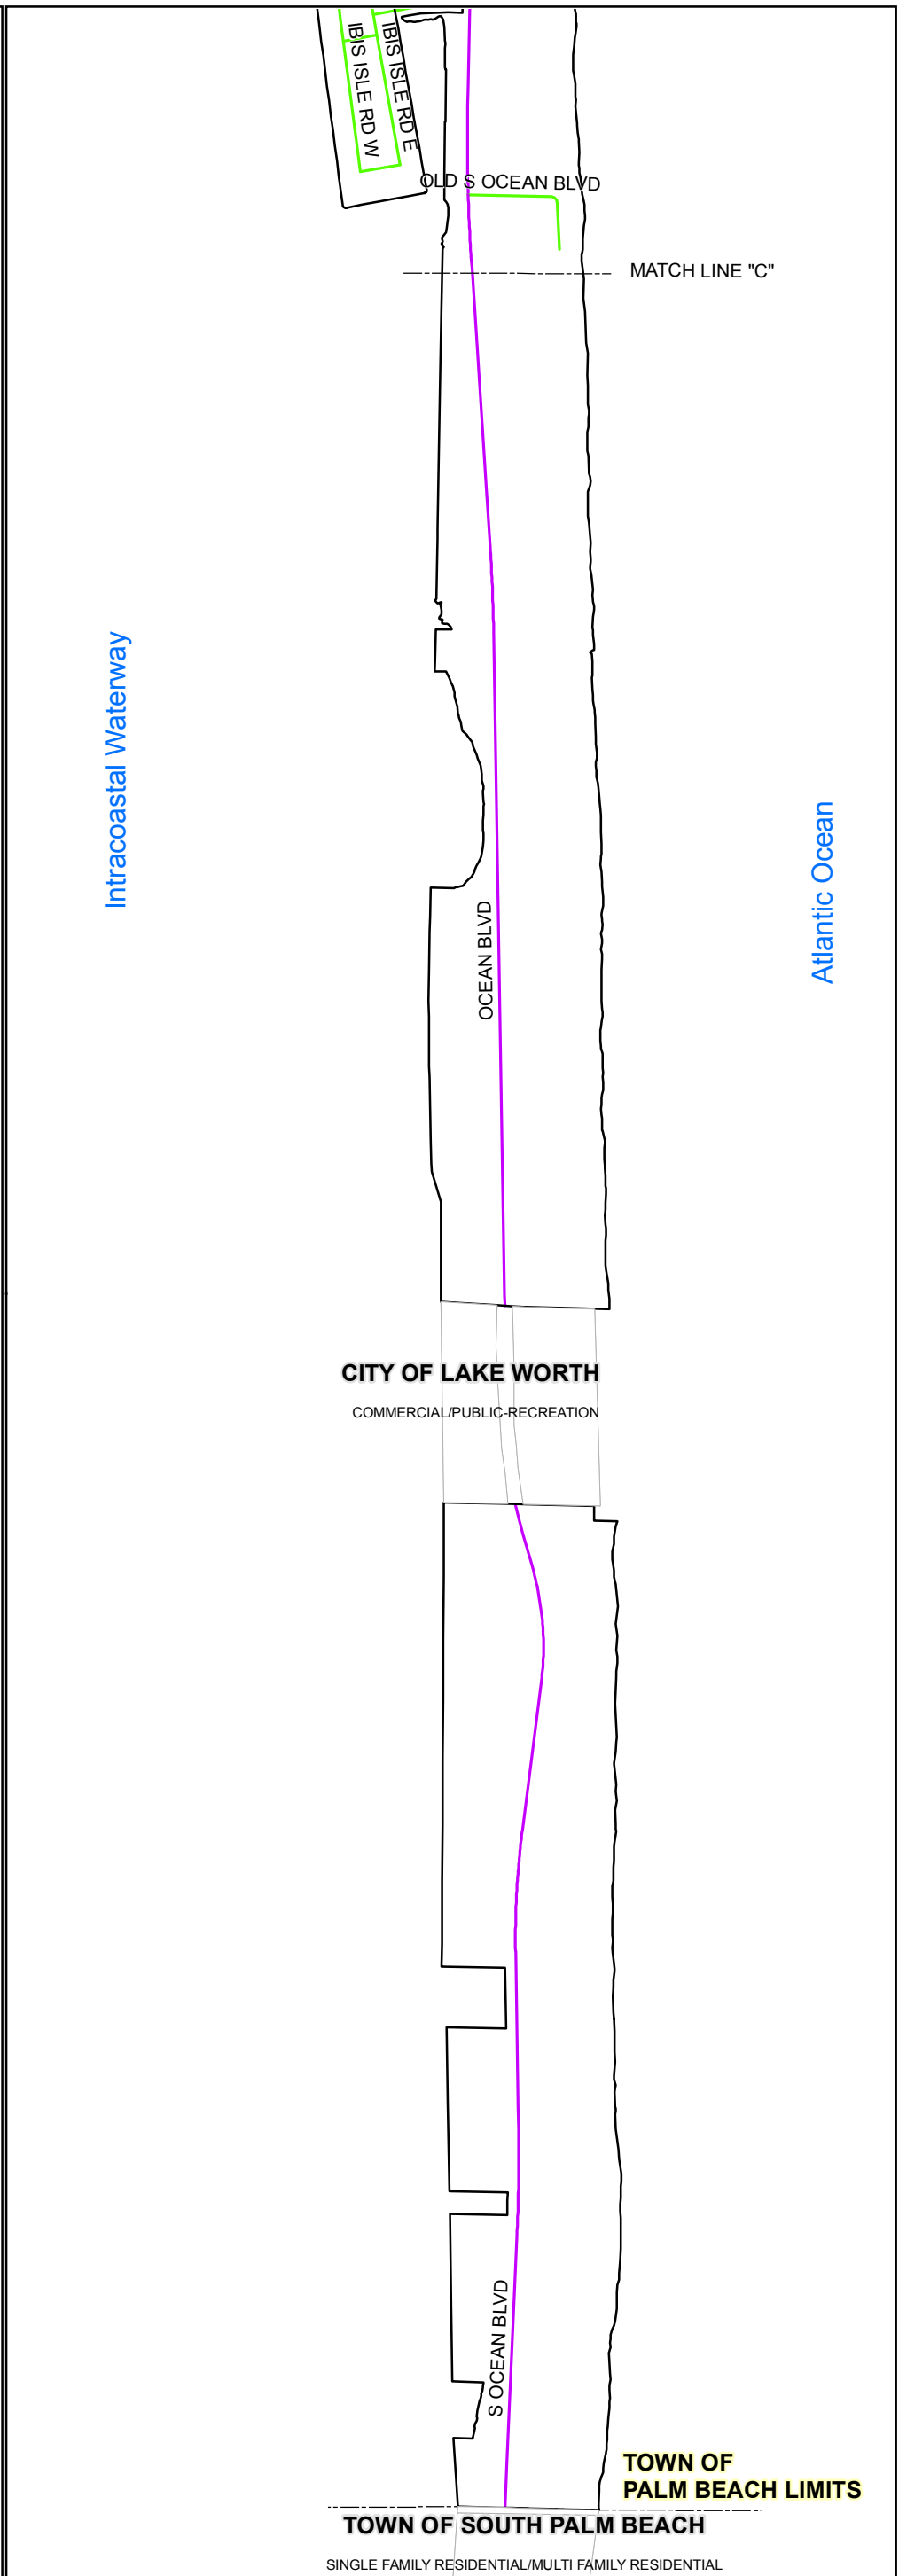 IBIS ISLE RD W
IBIS ISLE RD E
OLD S OCEAN BLVD
MATCH LINE "C"
Intracoastal Waterway
Atlantic Ocean
OCEAN BLVD
CITY OF LAKE WORTH
COMMERCIAL/PUBLIC-RECREATION
S OCEAN BLVD
TOWN OF
PALM BEACH LIMITS
TOWN OF SOUTH PALM BEACH
SINGLE FAMILY RESIDENTIAL/MULTI FAMILY RESIDENTIAL